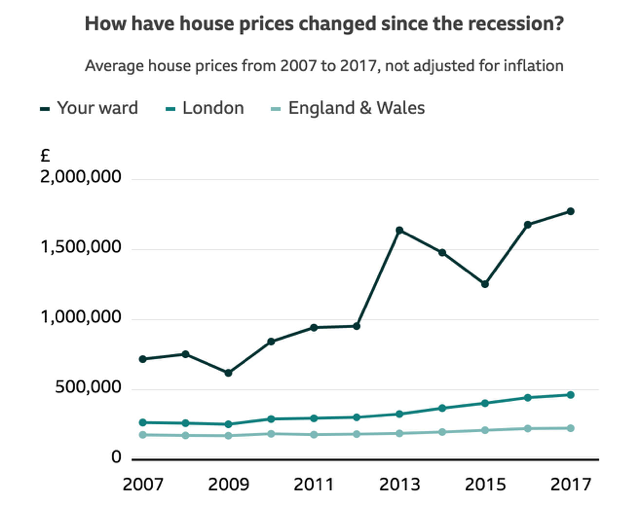 How have house prices changed since the recession?
Average house prices from 2007 to 2017, not adjusted for inflation
Your ward London England & Wales
£
2,000,000
1,500,000
1,000,000
500,000
0
2007 2009 2011 2013 2015 2017